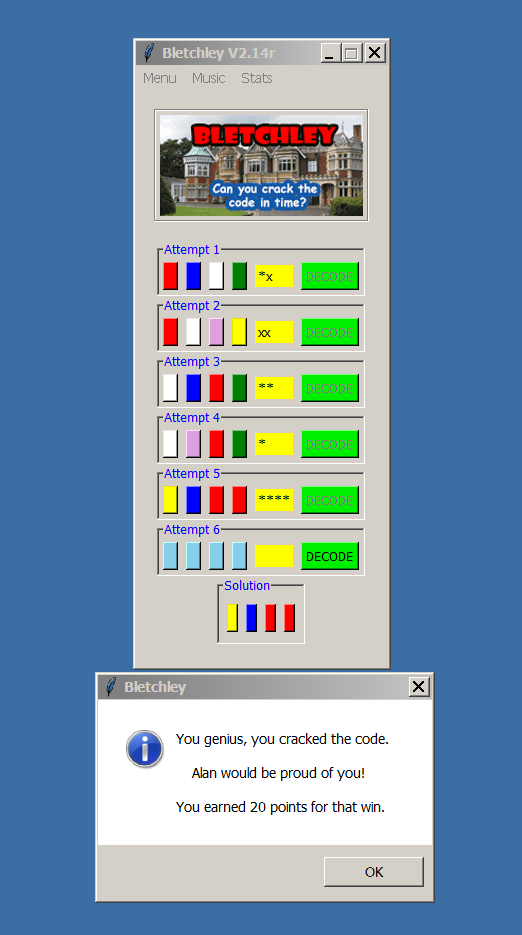 Bletchley V2.14r
Menu Music Stats
BLETCHLEY
Can you crack the
code in time?
Attempt 1
*x DECODE
Attempt 2
xx DECODE
Attempt 3
** DECODE
Attempt 4
* DECODE
Attempt 5
**** DECODE
Attempt 6
DECODE
Solution
Bletchley
You genius, you cracked the code.
Alan would be proud of you!
You earned 20 points for that win.
OK